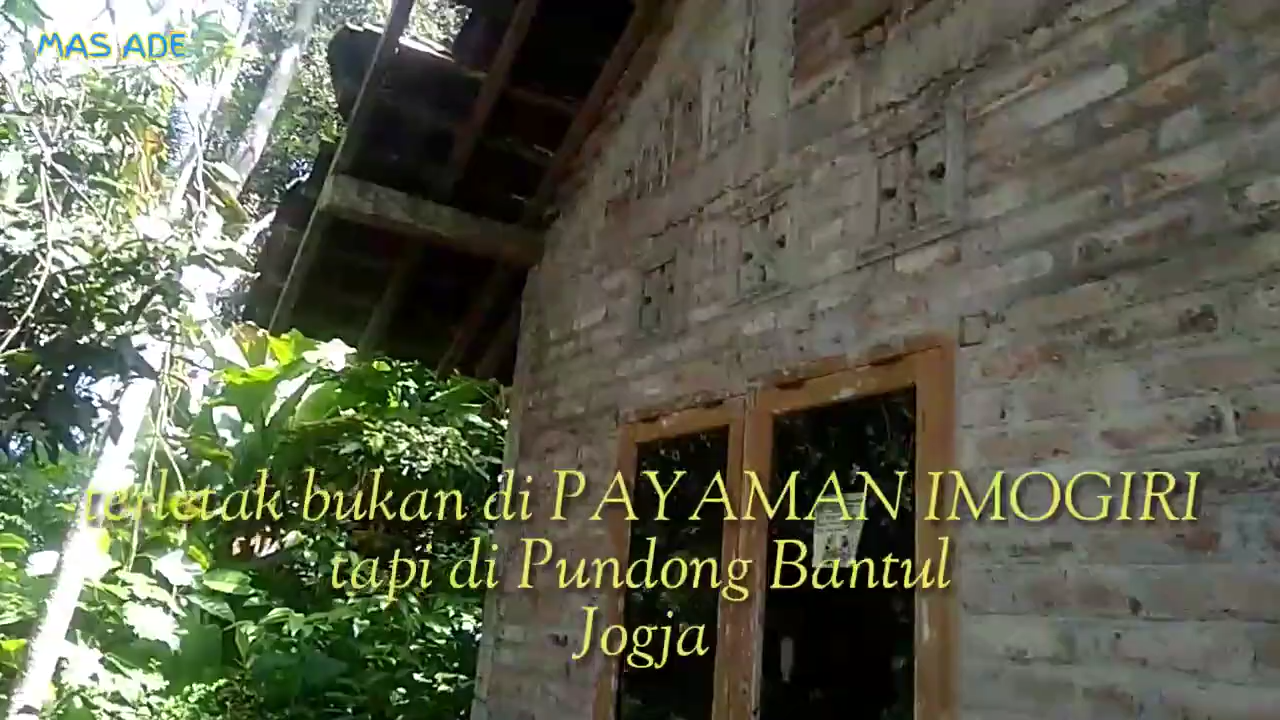 MAS ADE
terletak bukan di PAYAMAN IMOGIRI
tapi di Pundong Bantul
Jogja